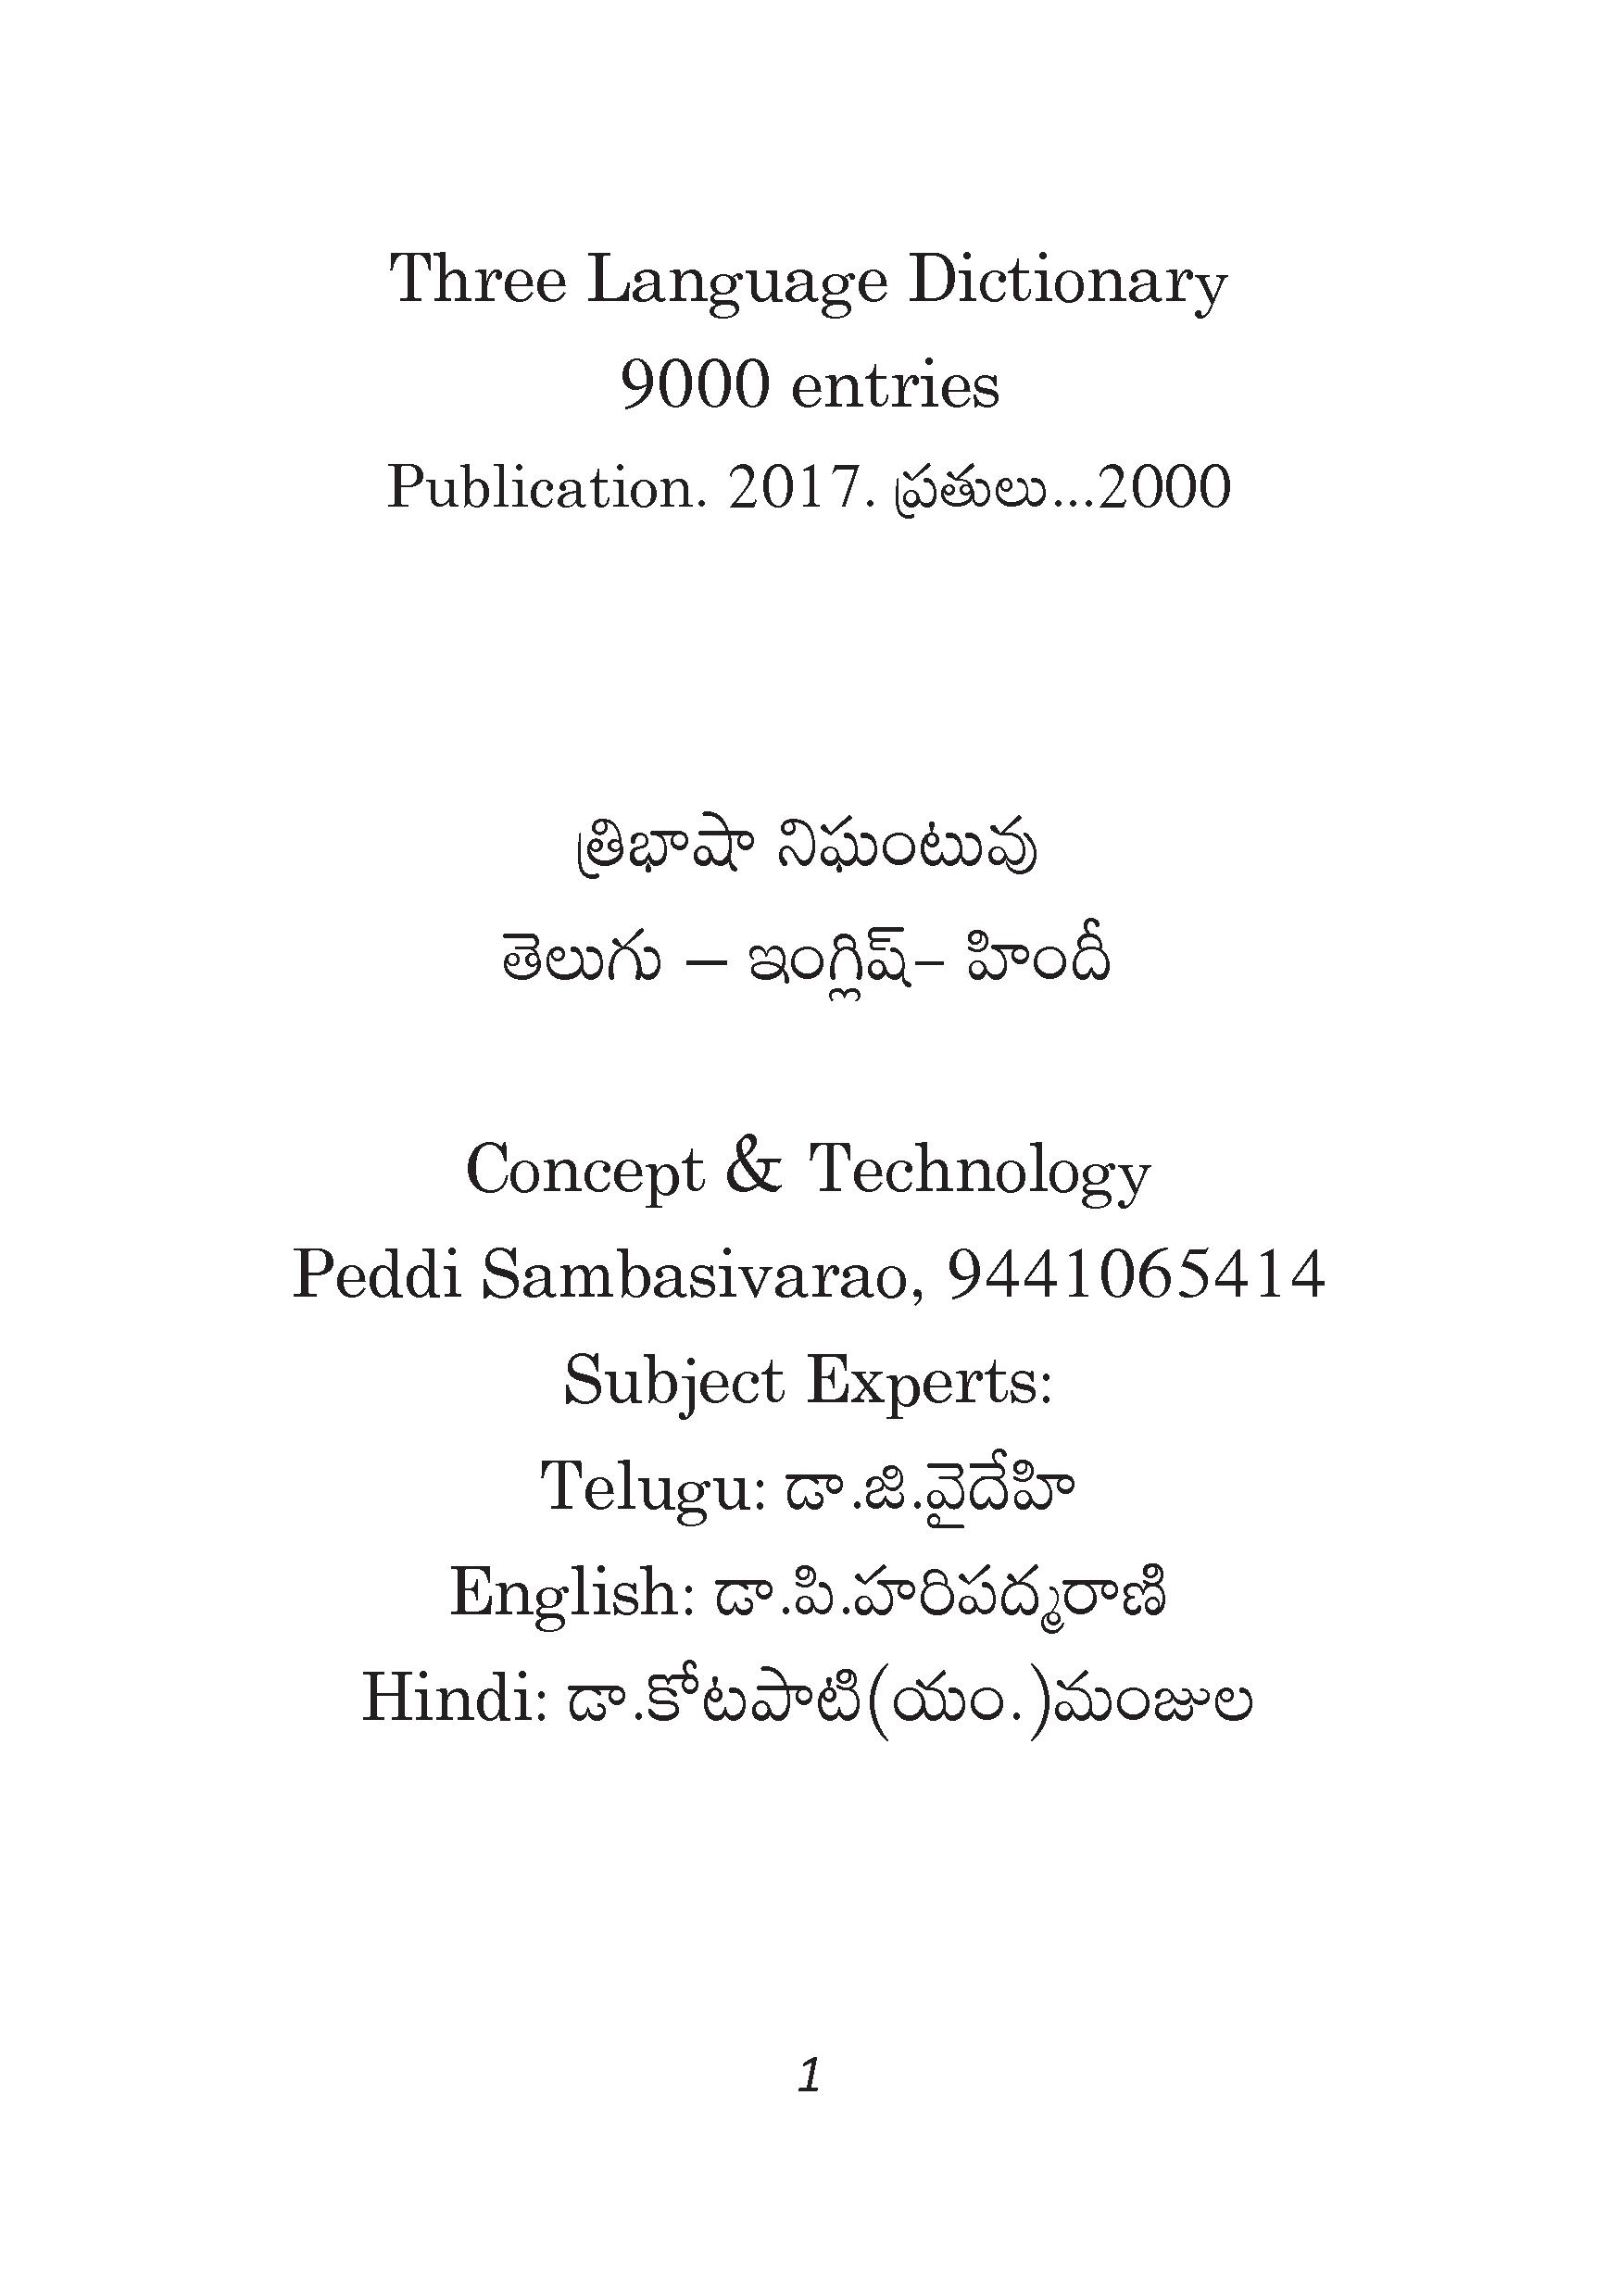 Three Language Dictionary
9000 entries
Publication. 2017. ప్రతులు...2000
త్రిభాషా నిఘంటువు
తెలుగు – ఇంగ్లిష్- హిందీ
Concept & Technology
Peddi Sambasivarao, 9441065414
Subject Experts:
Telugu: డా.జి.వైదేహి
English: డా.పి.హరిపద్మరాణి
Hindi: డా.కోటపాటి(యం.)మంజుల
1